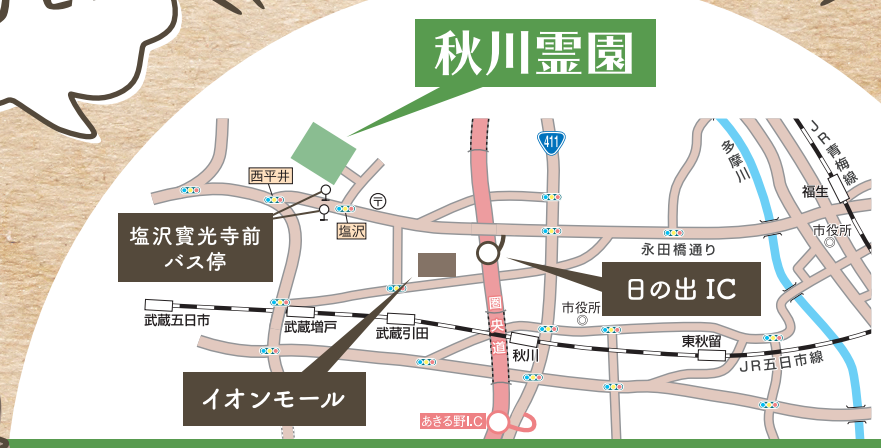 秋川霊園
411
JR青梅線
多摩川
福生
西平井
〒
市役所
塩沢
塩沢寳光寺前
バス停
永田橋通り
日の出 IC
圏央道
市役所
武蔵五日市
武蔵増戸
武蔵引田
秋川
東秋留
JR五日市線
イオンモール
あきる野I.C